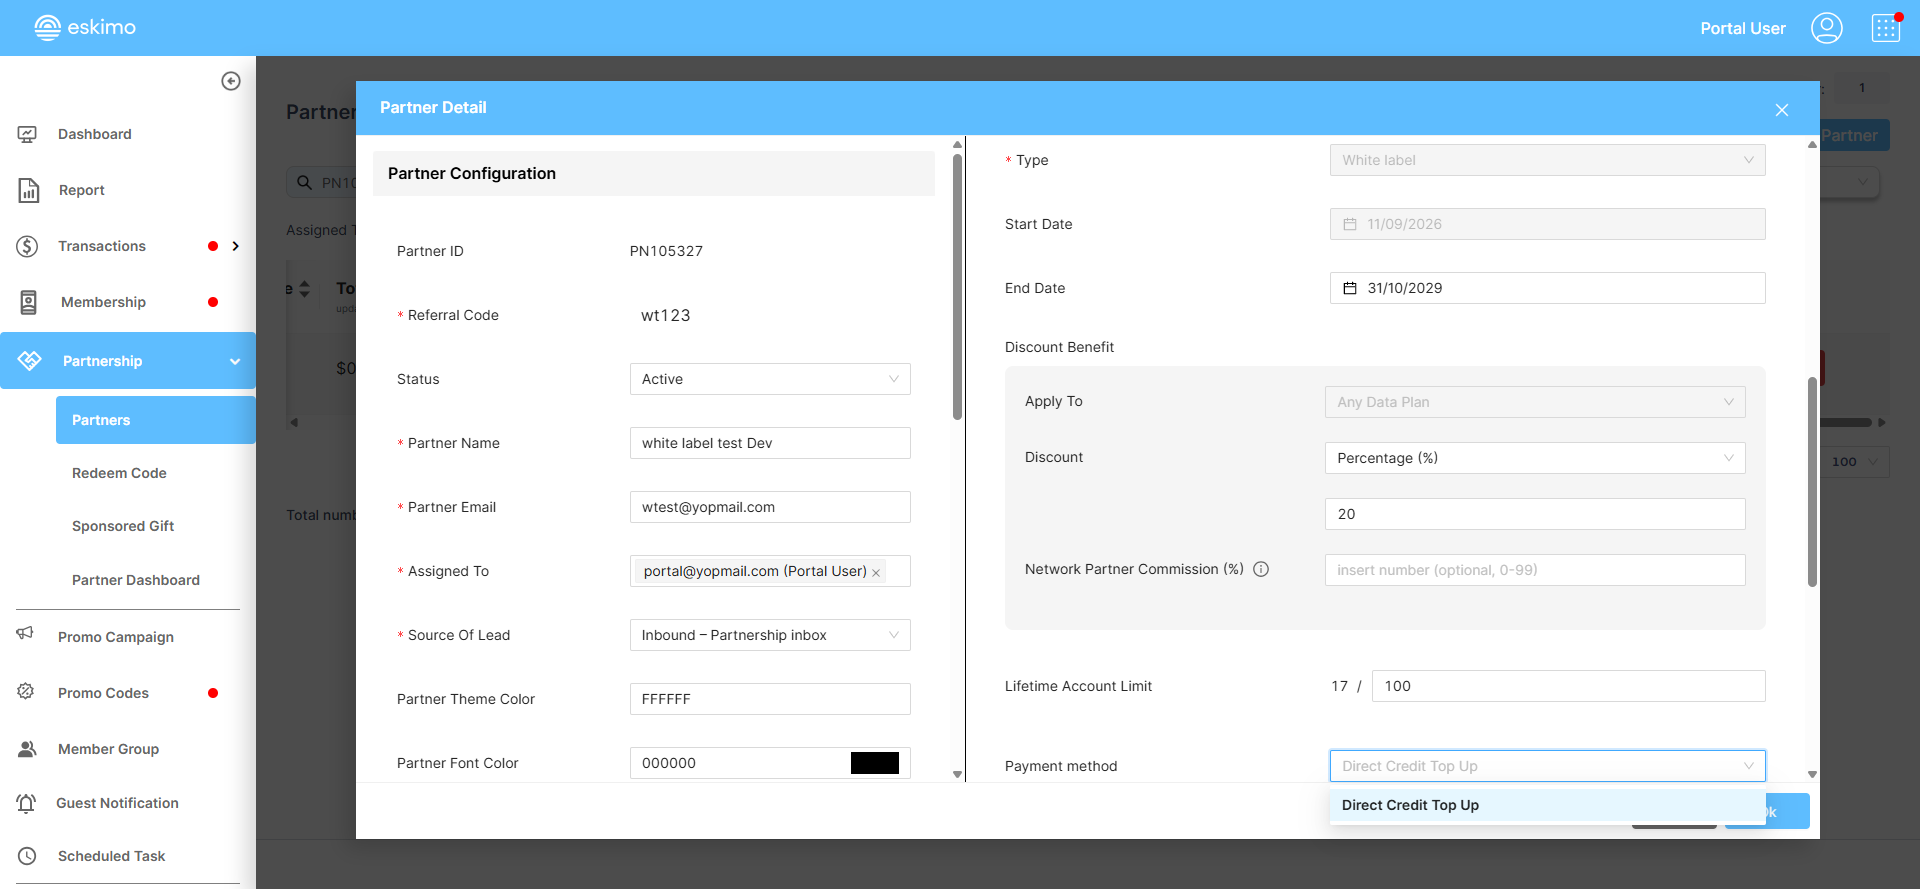 eskimo
Portal User
Dashboard
Report
Transactions
Membership
Partnership
Partners
Redeem Code
Sponsored Gift
Partner Dashboard
Promo Campaign
Promo Codes
Member Group
Guest Notification
Scheduled Task
Partner
PN10
Assigned T
e
To
upda
$0
Total numb
1
Partner
100
Partner Detail
Partner Configuration
Partner ID
PN105327
* Referral Code
wt123
Status
Active
* Partner Name
white label test Dev
* Partner Email
wtest@yopmail.com
* Assigned To
portal@yopmail.com (Portal User)
* Source Of Lead
Inbound – Partnership inbox
Partner Theme Color
FFFFFF
Partner Font Color
000000
* Type
White label
Start Date
11/09/2026
End Date
31/10/2029
Discount Benefit
Apply To
Any Data Plan
Discount
Percentage (%)
20
Network Partner Commission (%)
insert number (optional, 0-99)
Lifetime Account Limit
17 / 100
Payment method
Direct Credit Top Up
Direct Credit Top Up